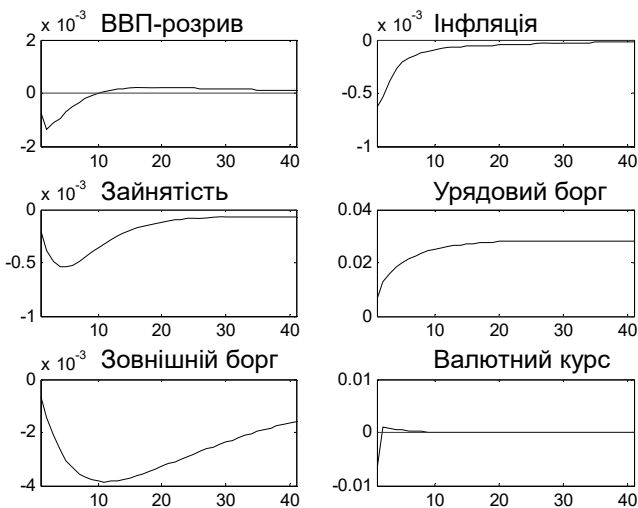 x 10-3 ВВП-розрив
2
0
-2
10 20 30 40
Інфляція
x 10-3
0
-0.5
-1
10 20 30 40
x 10-3 Зайнятість
0
-0.5
-1
10 20 30 40
Урядовий борг
0.04
0.02
0
10 20 30 40
x 10-3 Зовнішній борг
0
-2
-4
10 20 30 40
Валютний курс
0.01
0
-0.01
10 20 30 40